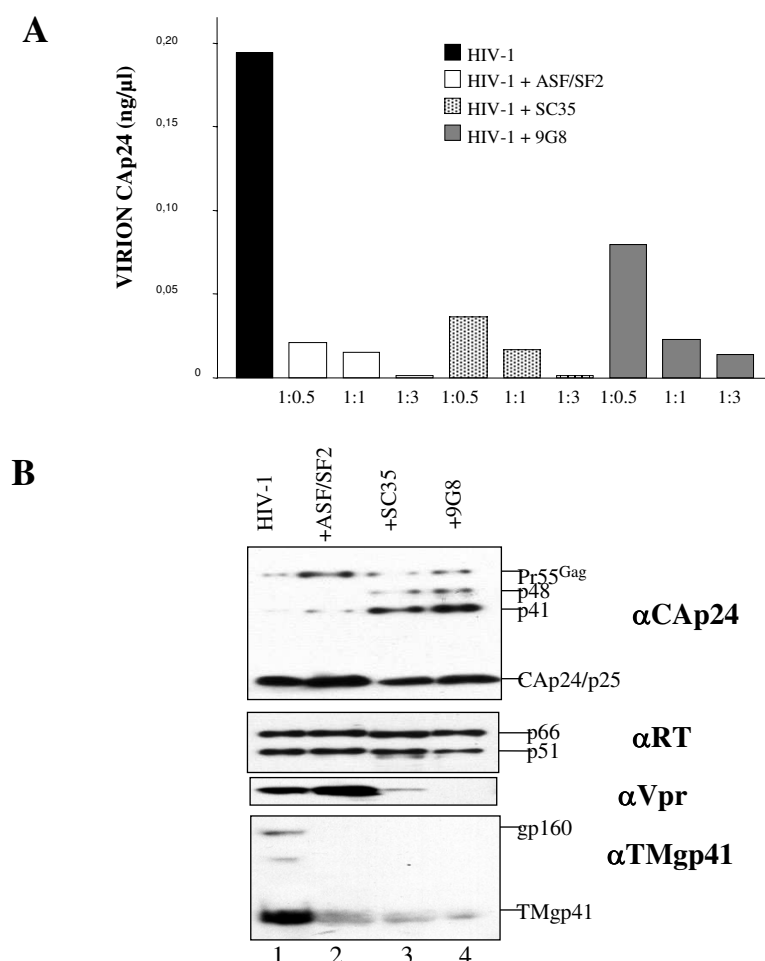 A
VIRION CAp24 (ng/µl)
0,20
0,15
0,10
0,05
0
HIV-1
HIV-1 + ASF/SF2
HIV-1 + SC35
HIV-1 + 9G8
1:0.5 1:1 1:3 1:0.5 1:1 1:3 1:0.5 1:1 1:3
B
HIV-1 +ASF/SF2 +SC35 +9G8
Pr55Gag
p48
p41
αCAp24
CAp24/p25
p66
αRT
p51
αVpr
gp160
αTMgp41
TMgp41
1 2 3 4